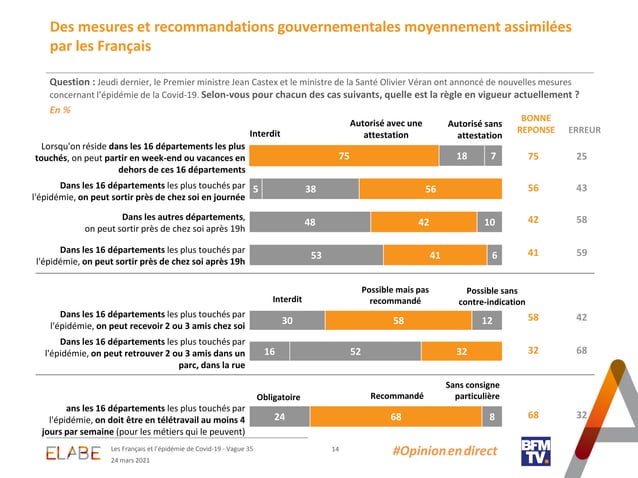 Des mesures et recommandations gouvernementales moyennement assimilées
par les Français
Question : Jeudi dernier, le Premier ministre Jean Castex et le ministre de la Santé Olivier Véran ont annoncé de nouvelles mesures
concernant l'épidémie de la Covid-19. Selon-vous pour chacun des cas suivants, quelle est la règle en vigueur actuellement ?
En %
Interdit
Autorisé avec une
attestation
Autorisé sans
attestation
BONNE
REPONSE
ERREUR
Lorsqu'on réside dans les 16 départements les plus
touchés, on peut partir en week-end ou vacances en
dehors de ces 16 départements
75 18 7 75 25
Dans les 16 départements les plus touchés par
l'épidémie, on peut sortir près de chez soi en journée
5 38 56 56 43
Dans les autres départements,
on peut sortir près de chez soi après 19h
48 42 10 42 58
Dans les 16 départements les plus touchés par
l'épidémie, on peut sortir près de chez soi après 19h
53 41 6 41 59
Interdit
Possible mais pas
recommandé
Possible sans
contre-indication
Dans les 16 départements les plus touchés par
l'épidémie, on peut recevoir 2 ou 3 amis chez soi
30 58 12 58 42
Dans les 16 départements les plus touchés par
l'épidémie, on peut retrouver 2 ou 3 amis dans un
parc, dans la rue
16 52 32 32 68
Obligatoire
Recommandé
Sans consigne
particulière
ans les 16 départements les plus touchés par
l'épidémie, on doit être en télétravail au moins 4
jours par semaine (pour les métiers qui le peuvent)
24 68 8 68 32
ELABE
Les Français et l'épidémie de Covid-19 - Vague 35
24 mars 2021
14
#Opinion en direct
BFM
TV.